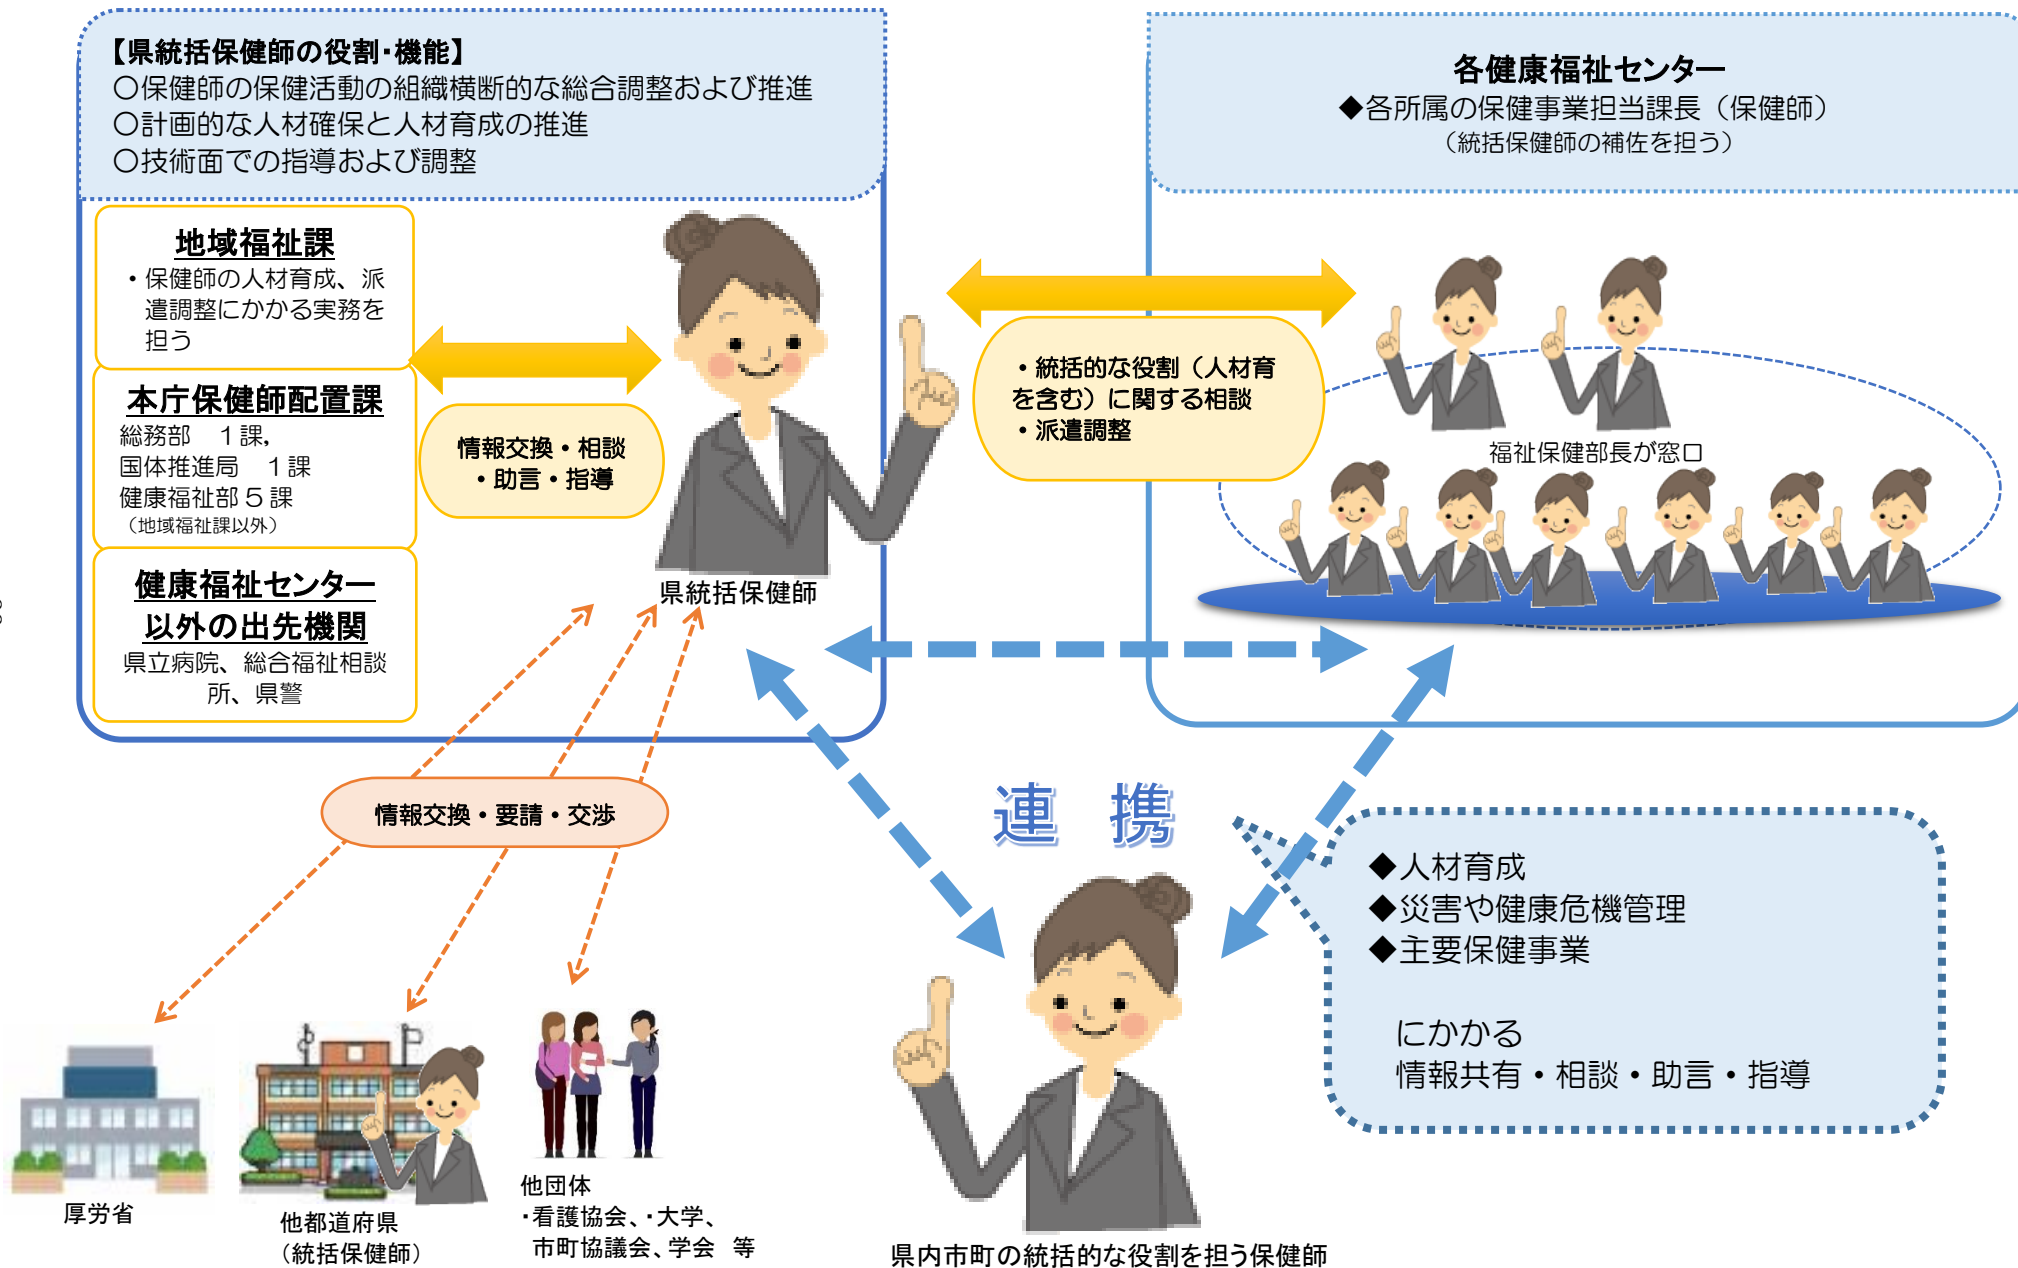 【県統括保健師の役割・機能】
○保健師の保健活動の組織横断的な総合調整および推進
○計画的な人材確保と人材育成の推進
○技術面での指導および調整
各健康福祉センター
◆各所属の保健事業担当課長（保健師）
（統括保健師の補佐を担う）
地域福祉課
・保健師の人材育成、派
遣調整にかかる実務を
担う
本庁保健師配置課
総務部　１課,
国体推進局　１課
健康福祉部５課
（地域福祉課以外）
健康福祉センター
以外の出先機関
県立病院、総合福祉相談
所、県警
情報交換・相談
・助言・指導
県統括保健師
・統括的な役割（人材育
を含む）に関する相談
・派遣調整
福祉保健部長が窓口
情報交換・要請・交渉
連 携
◆人材育成
◆災害や健康危機管理
◆主要保健事業
にかかる
情報共有・相談・助言・指導
厚労省
他都道府県
（統括保健師）
他団体
・看護協会、・大学、
市町協議会、学会　等
県内市町の統括的な役割を担う保健師